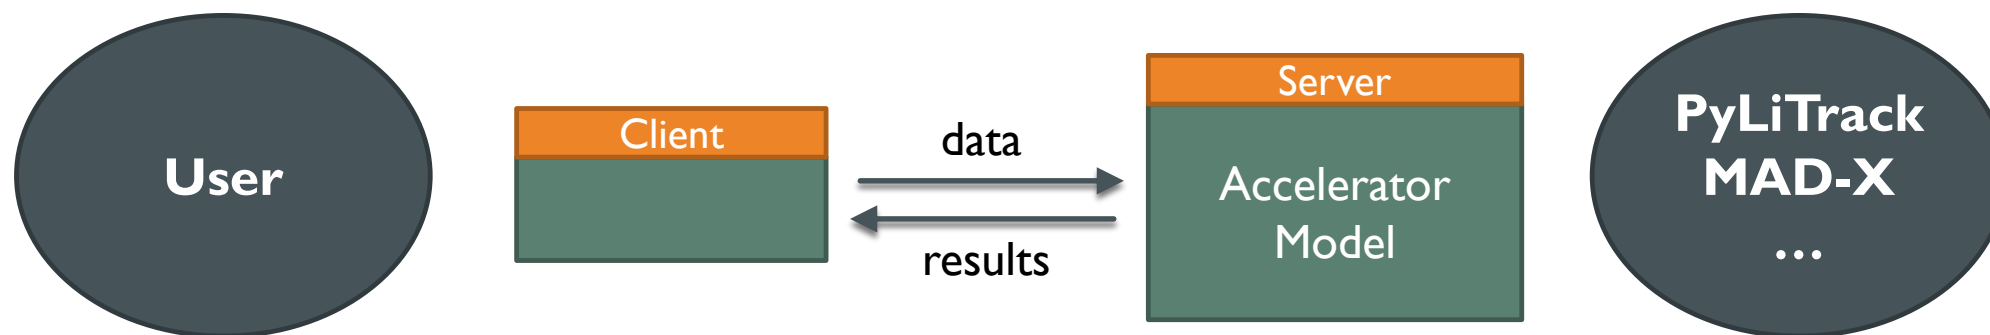 User
Client
data
results
Server
Accelerator
Model
PyLiTrack
MAD-X
...